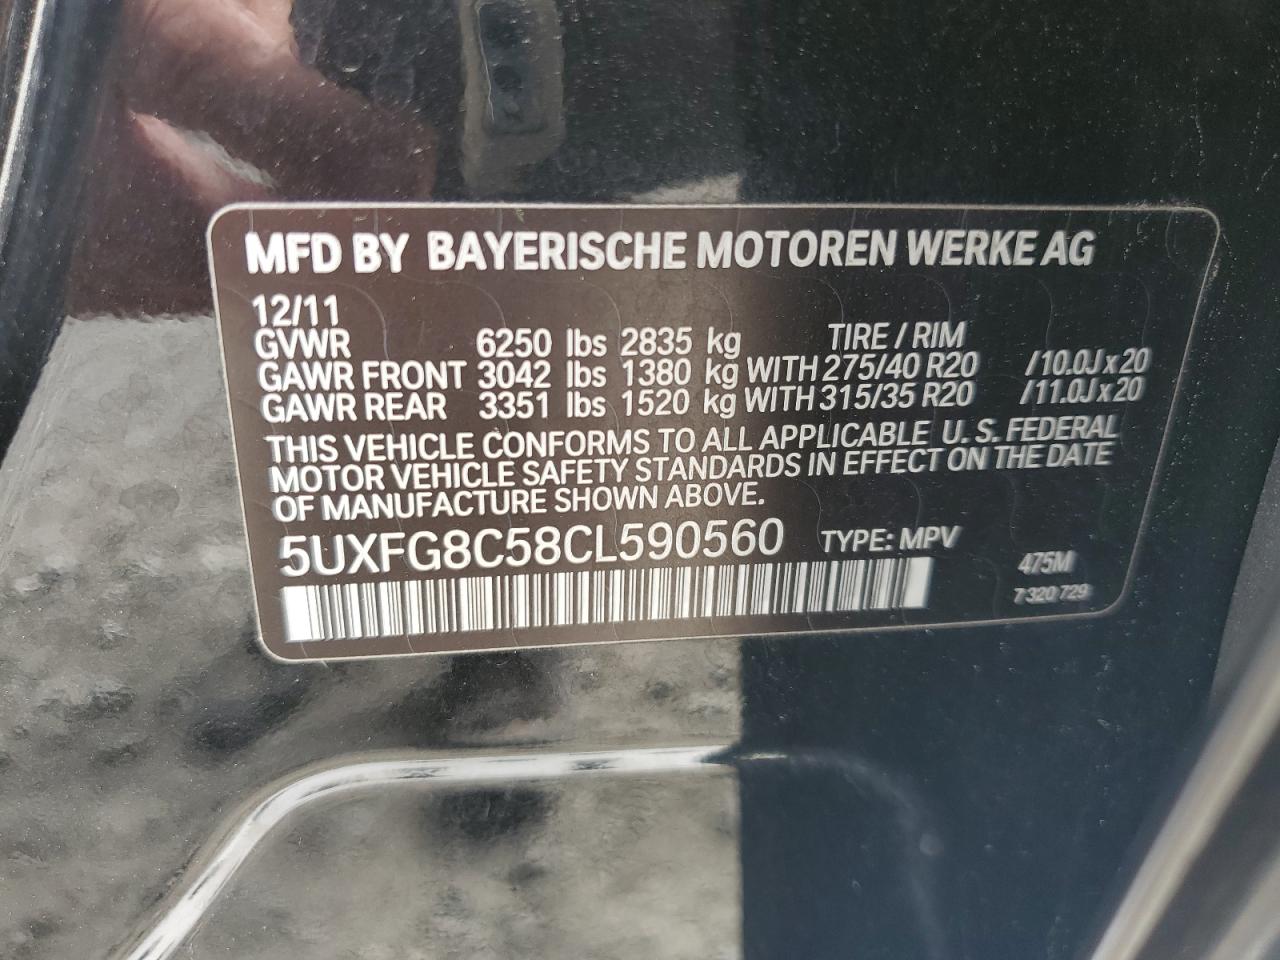 MFD BY BAYERISCHE MOTOREN WERKE AG
12/11
GVWR 6250 lbs 2835 kg TIRE / RIM
GAWR FRONT 3042 lbs 1380 kg WITH 275/40 R20 /10.0J x 20
GAWR REAR 3351 lbs 1520 kg WITH 315/35 R20 /11.0J x 20
THIS VEHICLE CONFORMS TO ALL APPLICABLE U. S. FEDERAL
MOTOR VEHICLE SAFETY STANDARDS IN EFFECT ON THE DATE
OF MANUFACTURE SHOWN ABOVE.
5UXFG8C58CL590560 TYPE: MPV
475M
7 320 729